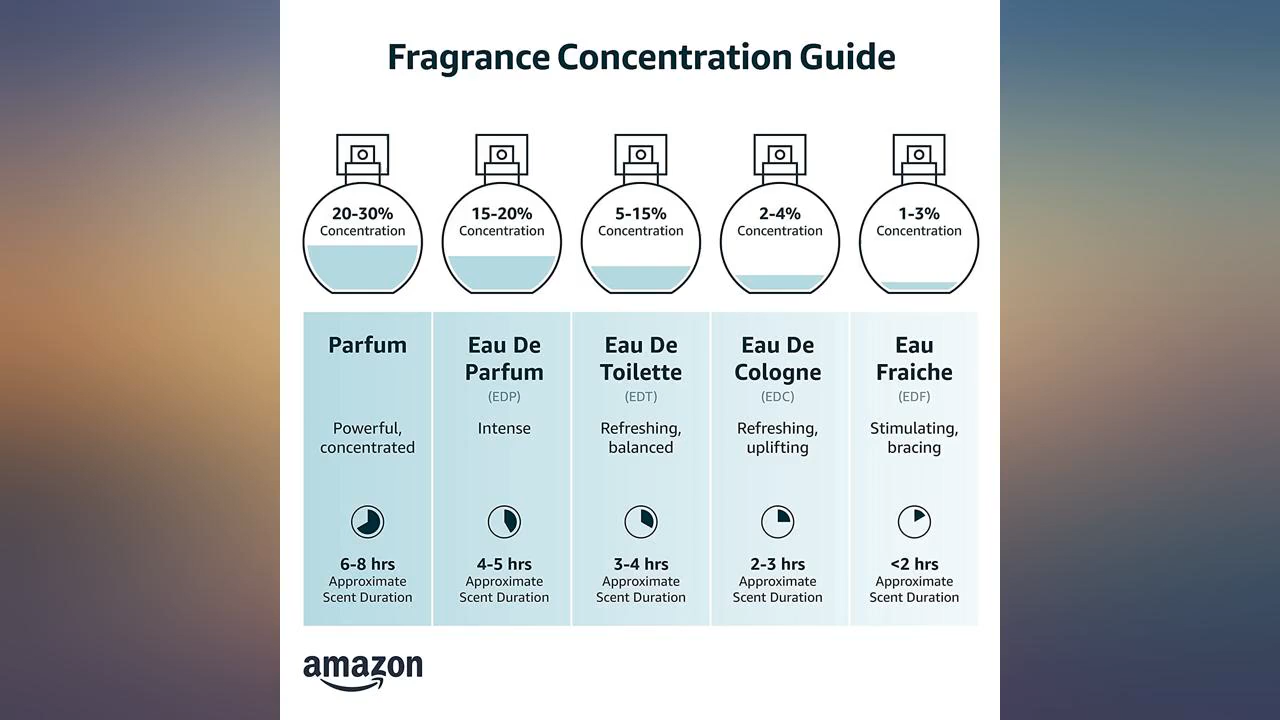 Fragrance Concentration Guide
20-30%
Concentration
15-20%
Concentration
5-15%
Concentration
2-4%
Concentration
1-3%
Concentration
Parfum
Powerful,
concentrated
6-8 hrs
Approximate
Scent Duration
Eau De
Parfum
(EDP)
Intense
4-5 hrs
Approximate
Scent Duration
Eau De
Toilette
(EDT)
Refreshing,
balanced
3-4 hrs
Approximate
Scent Duration
Eau De
Cologne
(EDC)
Refreshing,
uplifting
2-3 hrs
Approximate
Scent Duration
Eau
Fraiche
(EDF)
Stimulating,
bracing
<2 hrs
Approximate
Scent Duration
amazon